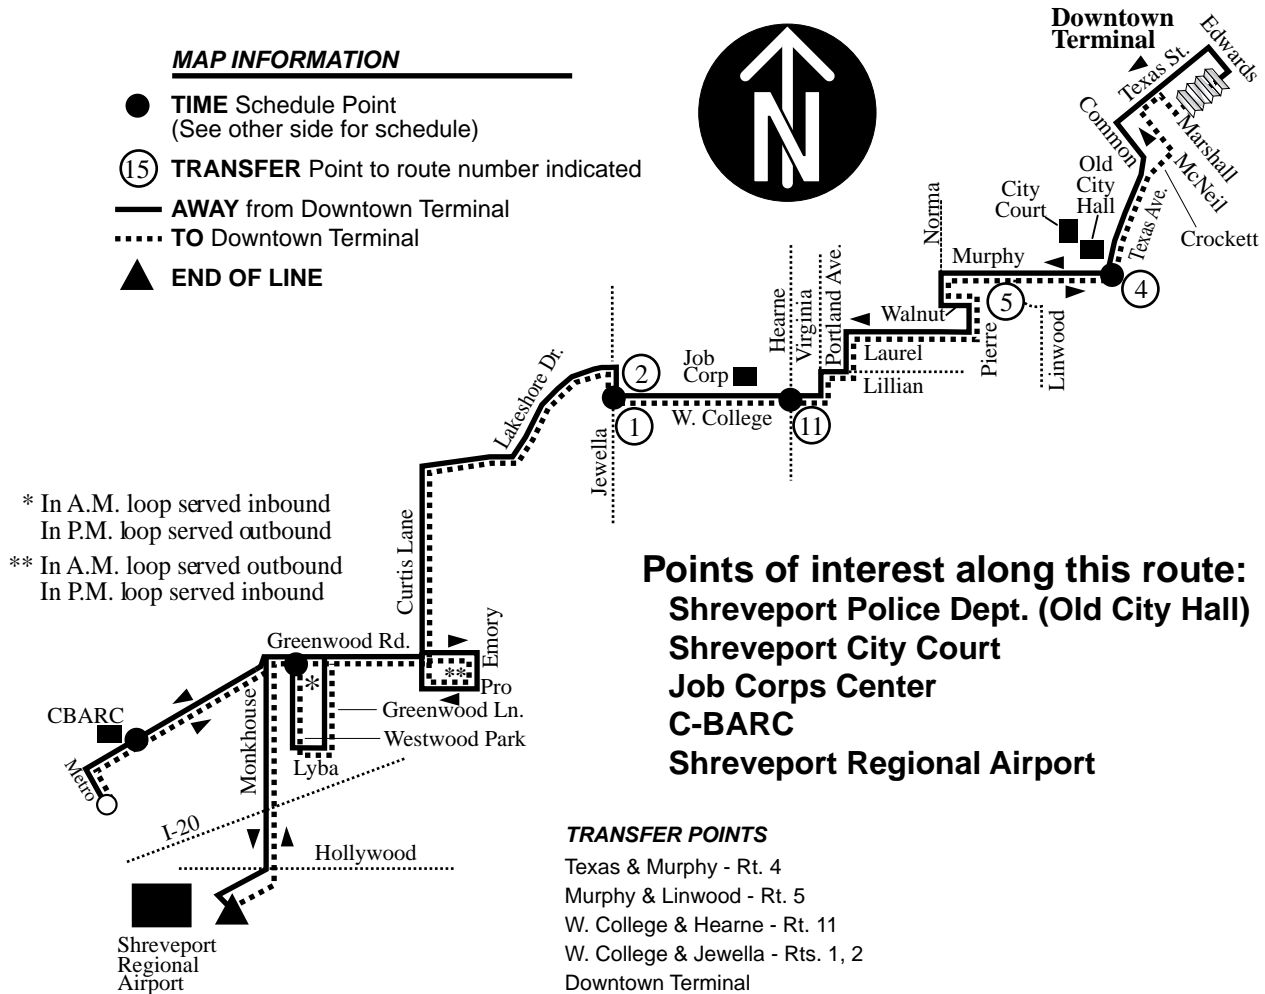 MAP INFORMATION
TIME Schedule Point
(See other side for schedule)
15
TRANSFER Point to route number indicated
AWAY from Downtown Terminal
TO Downtown Terminal
END OF LINE
N
Downtown
Terminal
Edwards
Texas St.
Common
Marshall
McNeil
Crockett
Texas Ave.
Old
City
Hall
City
Court
Norma
Murphy
4
5
Linwood
Pierre
Walnut
Laurel
Lillian
Portland Ave.
Virginia
Hearne
Job
Corp
W. College
11
2
1
Jewella
Lakeshore Dr.
Curtis Lane
* In A.M. loop served inbound
In P.M. loop served outbound
** In A.M. loop served outbound
In P.M. loop served inbound
Greenwood Rd.
Emory
**
Pro
*
Greenwood Ln.
Westwood Park
Lyba
Monkhouse
CBARC
Metro
I-20
Hollywood
Shreveport
Regional
Airport
Points of interest along this route:
Shreveport Police Dept. (Old City Hall)
Shreveport City Court
Job Corps Center
C-BARC
Shreveport Regional Airport
TRANSFER POINTS
Texas & Murphy - Rt. 4
Murphy & Linwood - Rt. 5
W. College & Hearne - Rt. 11
W. College & Jewella - Rts. 1, 2
Downtown Terminal